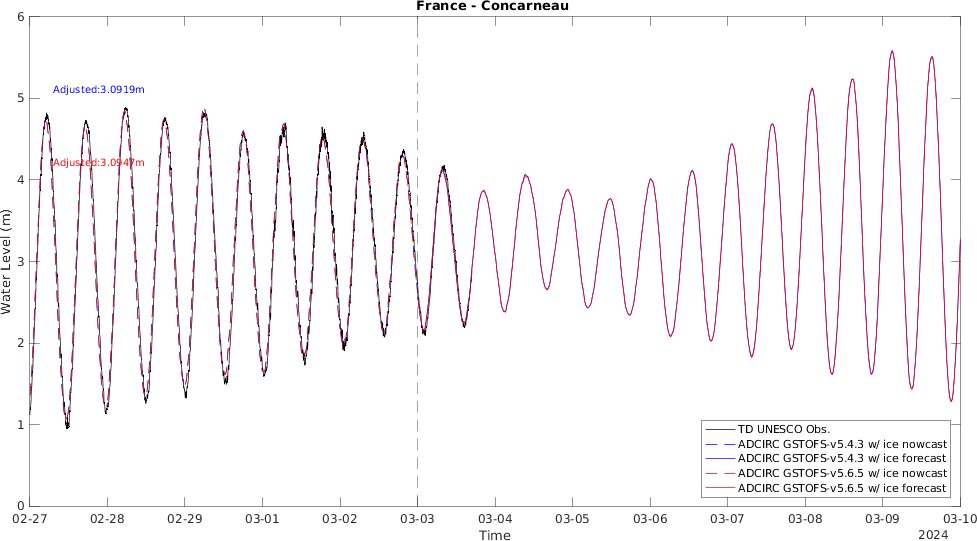 France - Concarneau
6
5
4
3
2
1
0
Water Level (m)
Adjusted:3.0919m
Adjusted:3.0947m
TD UNESCO Obs.
ADCIRC GSTOFS-v5.4.3 w/ ice nowcast
ADCIRC GSTOFS-v5.4.3 w/ ice forecast
ADCIRC GSTOFS-v5.6.5 w/ ice nowcast
ADCIRC GSTOFS-v5.6.5 w/ ice forecast
02-27 02-28 02-29 03-01 03-02 03-03 03-04 03-05 03-06 03-07 03-08 03-09 03-10
Time
2024